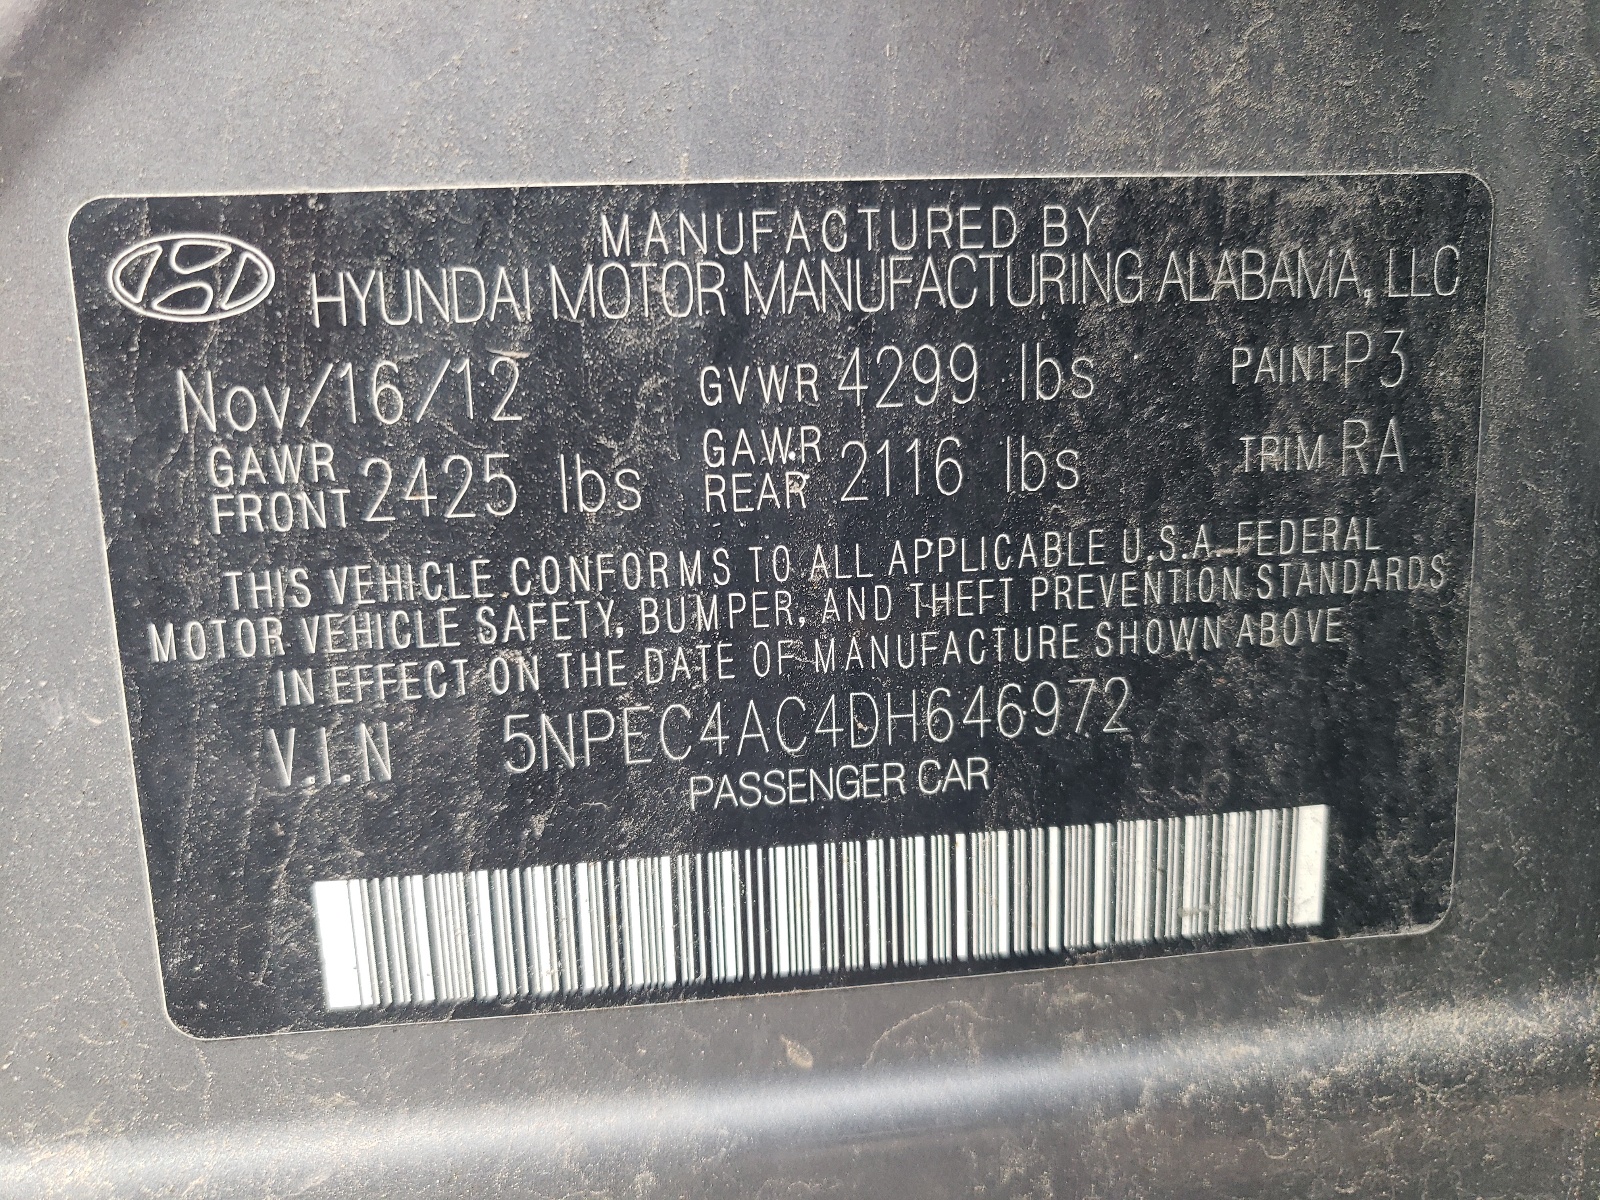 MANUFACTURED BY
HYUNDAI MOTOR MANUFACTURING ALABAMA, LLC
Nov/16/12 GVWR 4299 lbs PAINT P3
GAWR FRONT 2425 lbs GAWR REAR 2116 lbs TRIM RA
THIS VEHICLE CONFORMS TO ALL APPLICABLE U.S.A. FEDERAL
MOTOR VEHICLE SAFETY, BUMPER, AND THEFT PREVENTION STANDARDS
IN EFFECT ON THE DATE OF MANUFACTURE SHOWN ABOVE
V.I.N 5NPEC4AC4DH646972
PASSENGER CAR